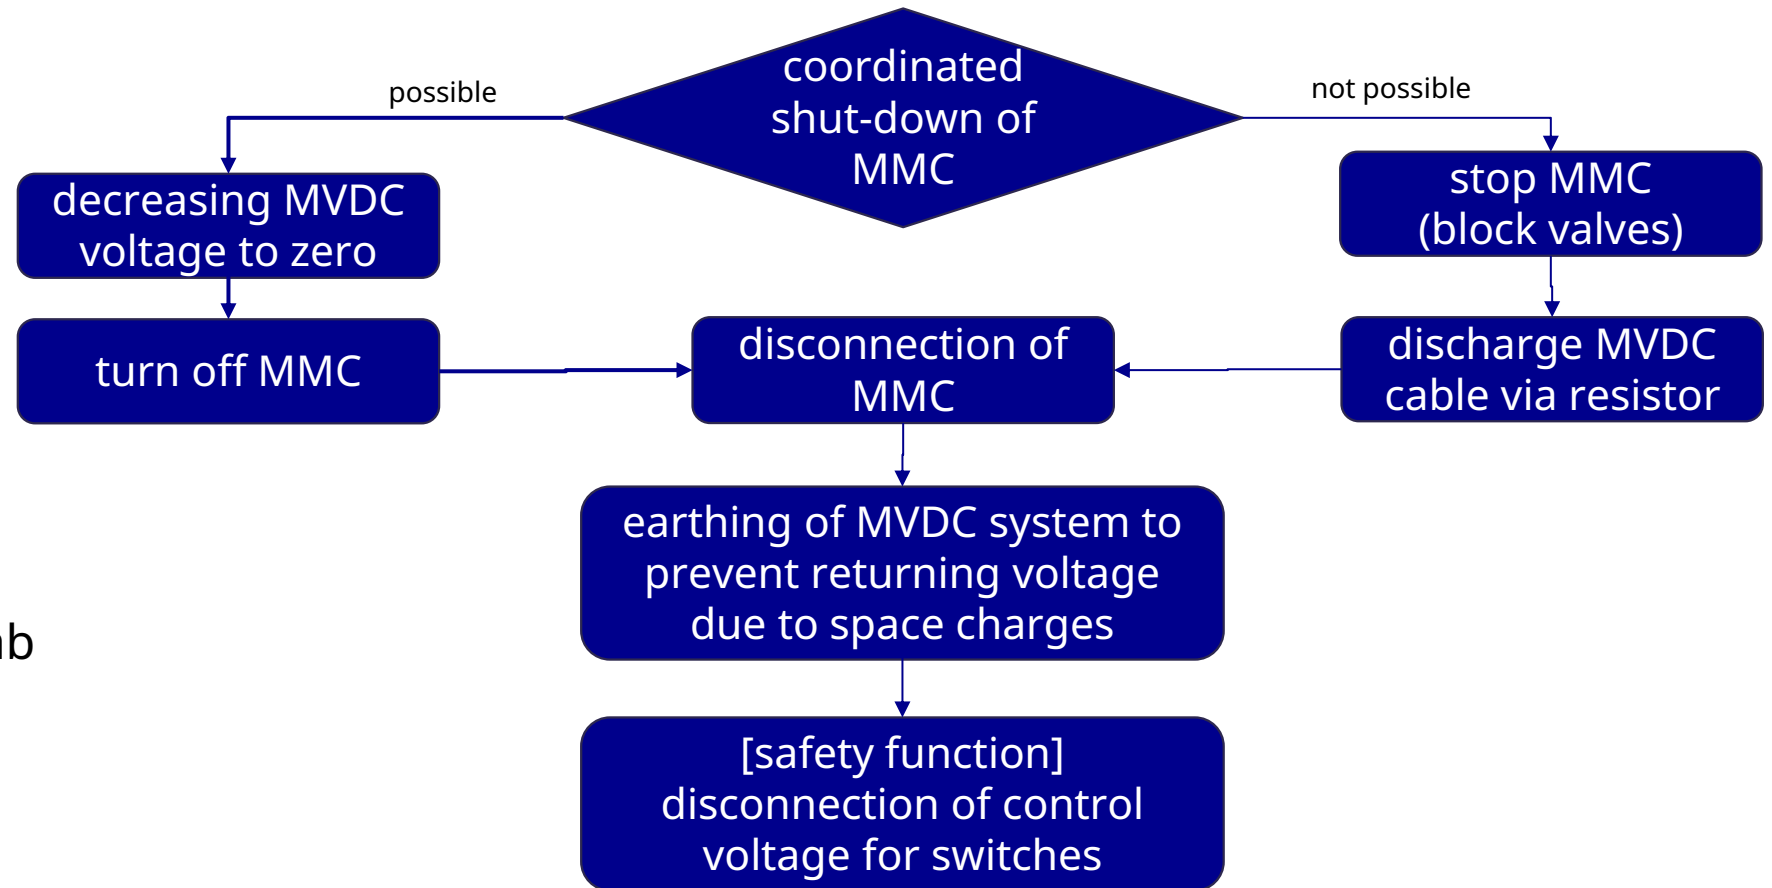 coordinated
shut-down of
MMC
possible
not possible
decreasing MVDC
voltage to zero
stop MMC
(block valves)
turn off MMC
disconnection of
MMC
discharge MVDC
cable via resistor
earthing of MVDC system to
prevent returning voltage
due to space charges
[safety function]
disconnection of control
voltage for switches